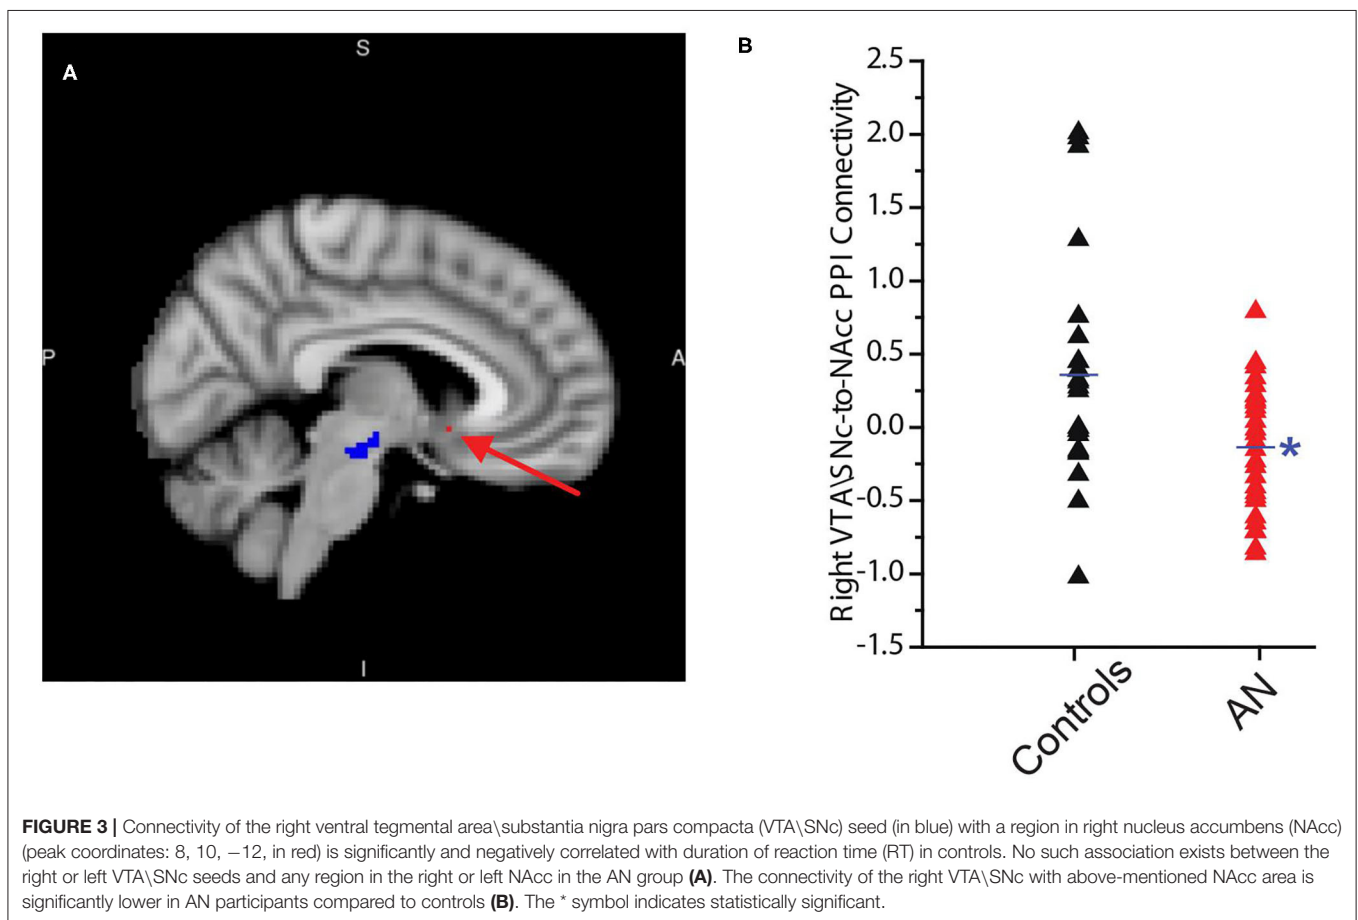 A
S
P
A
I
B
Right VTA\SNc-to-NAcc PPI Connectivity
2.5
2.0
1.5
1.0
0.5
0.0
-0.5
-1.0
-1.5
*
Controls
AN
FIGURE 3 | Connectivity of the right ventral tegmental area\substantia nigra pars compacta (VTA\SNc) seed (in blue) with a region in right nucleus accumbens (NAcc)
(peak coordinates: 8, 10, −12, in red) is significantly and negatively correlated with duration of reaction time (RT) in controls. No such association exists between the
right or left VTA\SNc seeds and any region in the right or left NAcc in the AN group (A). The connectivity of the right VTA\SNc with above-mentioned NAcc area is
significantly lower in AN participants compared to controls (B). The * symbol indicates statistically significant.